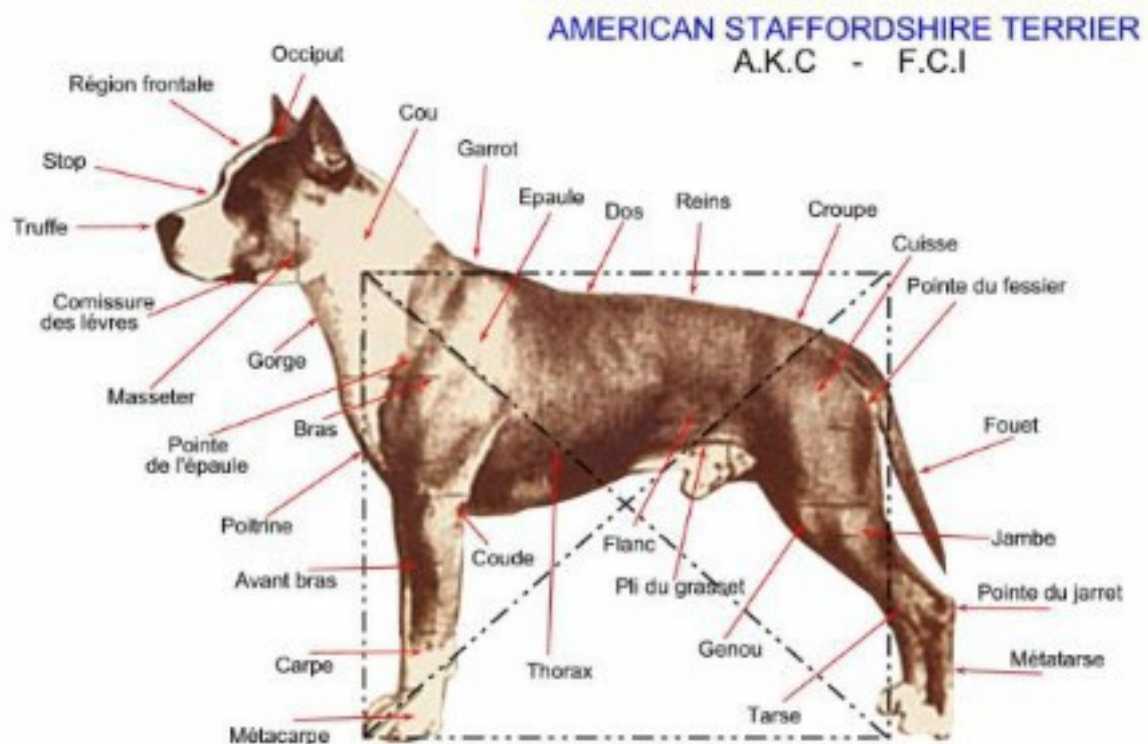 AMERICAN STAFFORDSHIRE TERRIER
A.K.C - F.C.I
Occiput
Région frontale
Cou
Stop
Garrot
Epaule
Dos
Reins
Croupe
Truffe
Cuisse
Pointe du fessier
Comissure
des lévres
Gorge
Masseter
Bras
Pointe
de l'épaule
Fouet
Poitrine
Coude
Flanc
Jambe
Avant bras
Pli du grasset
Pointe du jarret
Genou
Carpe
Thorax
Métatarse
Tarse
Métacarpe